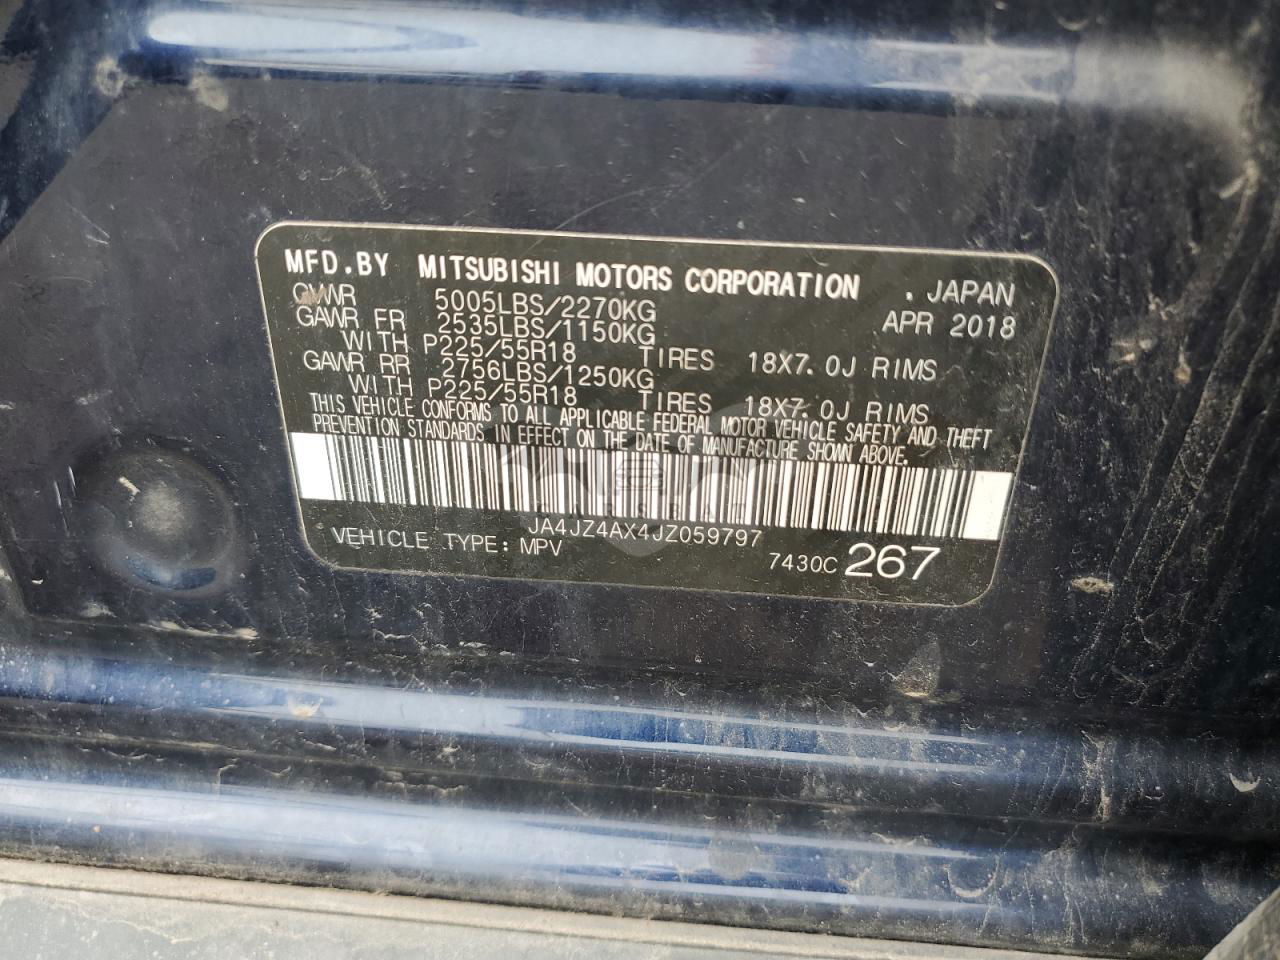 MFD.BY MITSUBISHI MOTORS CORPORATION . JAPAN
GVWR 5005LBS/2270KG APR 2018
GAWR FR 2535LBS/1150KG
WITH P225/55R18 TIRES 18X7.0J RIMS
GAWR RR 2756LBS/1250KG
WITH P225/55R18 TIRES 18X7.0J RIMS
THIS VEHICLE CONFORMS TO ALL APPLICABLE FEDERAL MOTOR VEHICLE SAFETY AND THEFT
PREVENTION STANDARDS IN EFFECT ON THE DATE OF MANUFACTURE SHOWN ABOVE.
JA4JZ4AX4JZ059797
VEHICLE TYPE: MPV 7430C 267